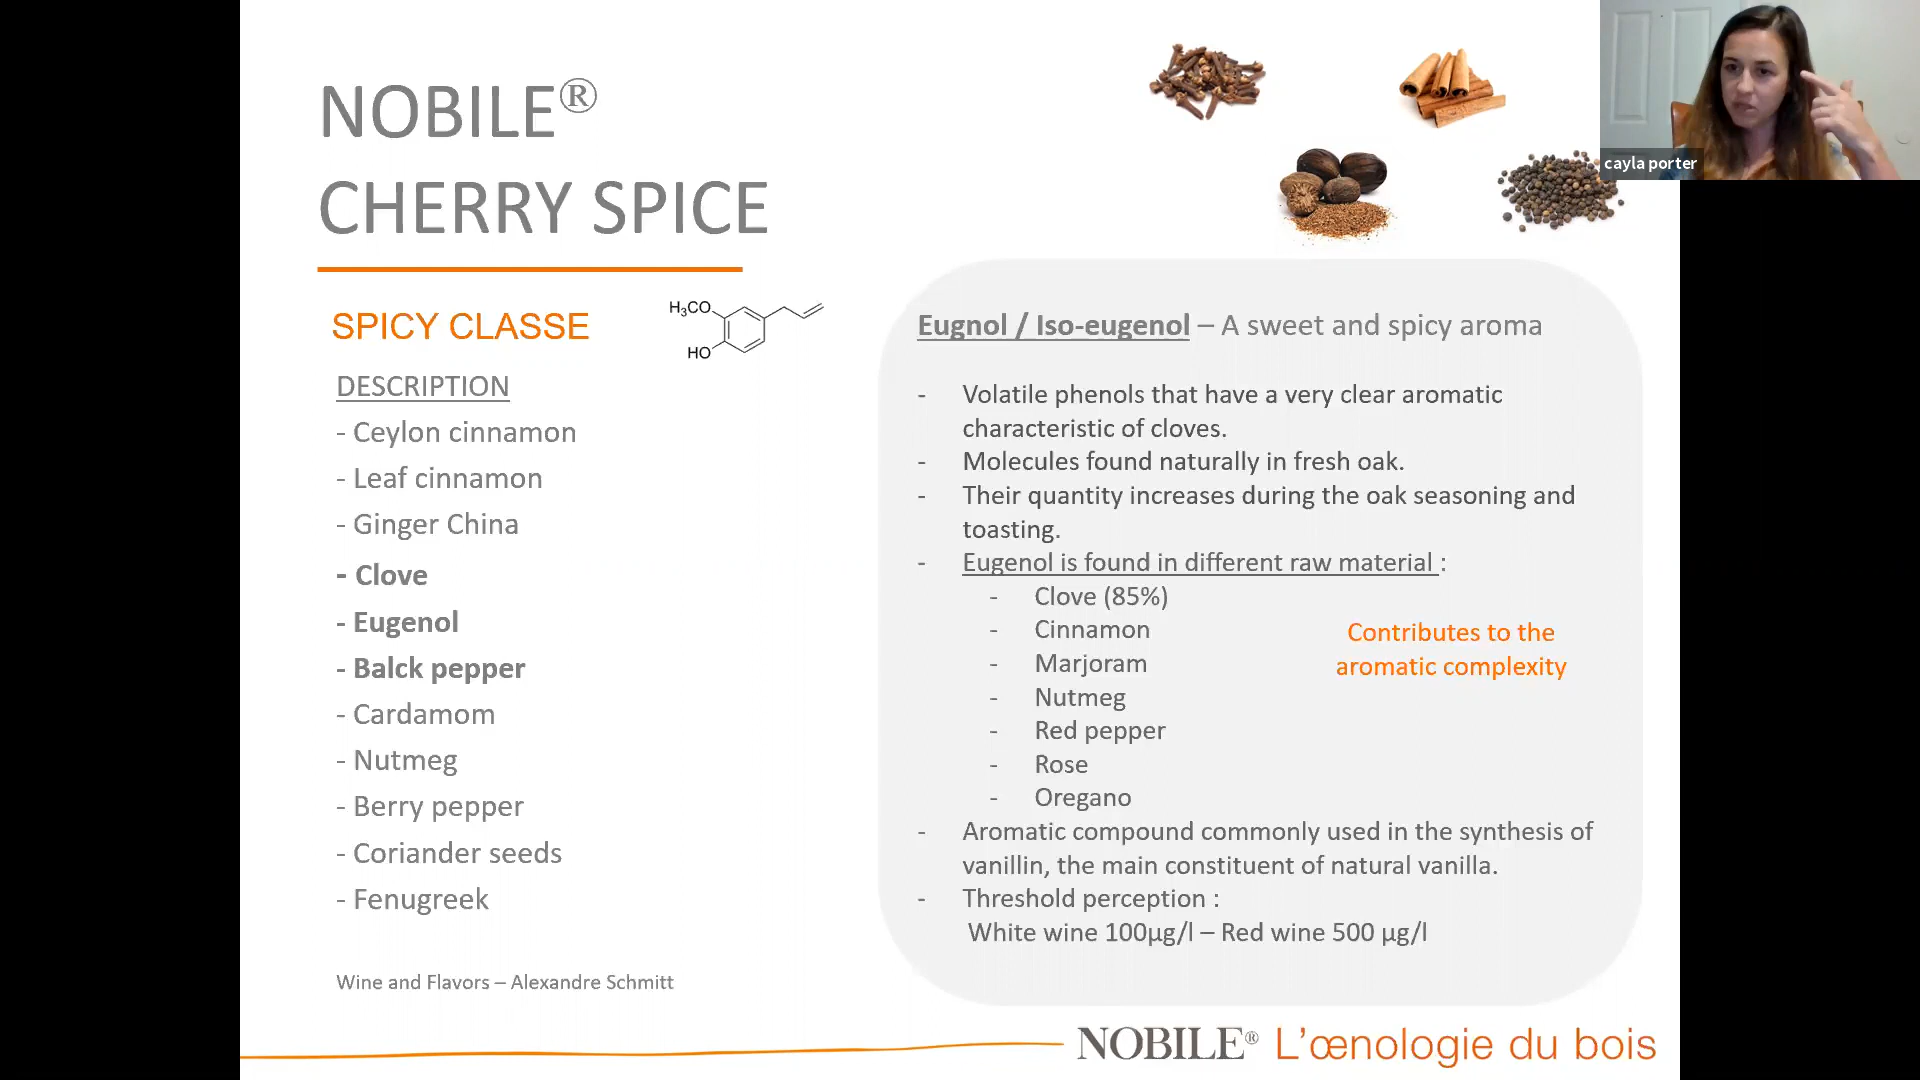 NOBILE®
CHERRY SPICE
cayla porter
SPICY CLASSE
H₃CO
HO
DESCRIPTION
- Ceylon cinnamon
- Leaf cinnamon
- Ginger China
- Clove
- Eugenol
- Balck pepper
- Cardamom
- Nutmeg
- Berry pepper
- Coriander seeds
- Fenugreek
Wine and Flavors – Alexandre Schmitt
Eugnol / Iso-eugenol – A sweet and spicy aroma
- Volatile phenols that have a very clear aromatic
characteristic of cloves.
- Molecules found naturally in fresh oak.
- Their quantity increases during the oak seasoning and
toasting.
- Eugenol is found in different raw material :
- Clove (85%)
- Cinnamon
- Marjoram
- Nutmeg
- Red pepper
- Rose
- Oregano
Contributes to the
aromatic complexity
- Aromatic compound commonly used in the synthesis of
vanillin, the main constituent of natural vanilla.
- Threshold perception :
White wine 100µg/l – Red wine 500 µg/l
NOBILE® L’œnologie du bois